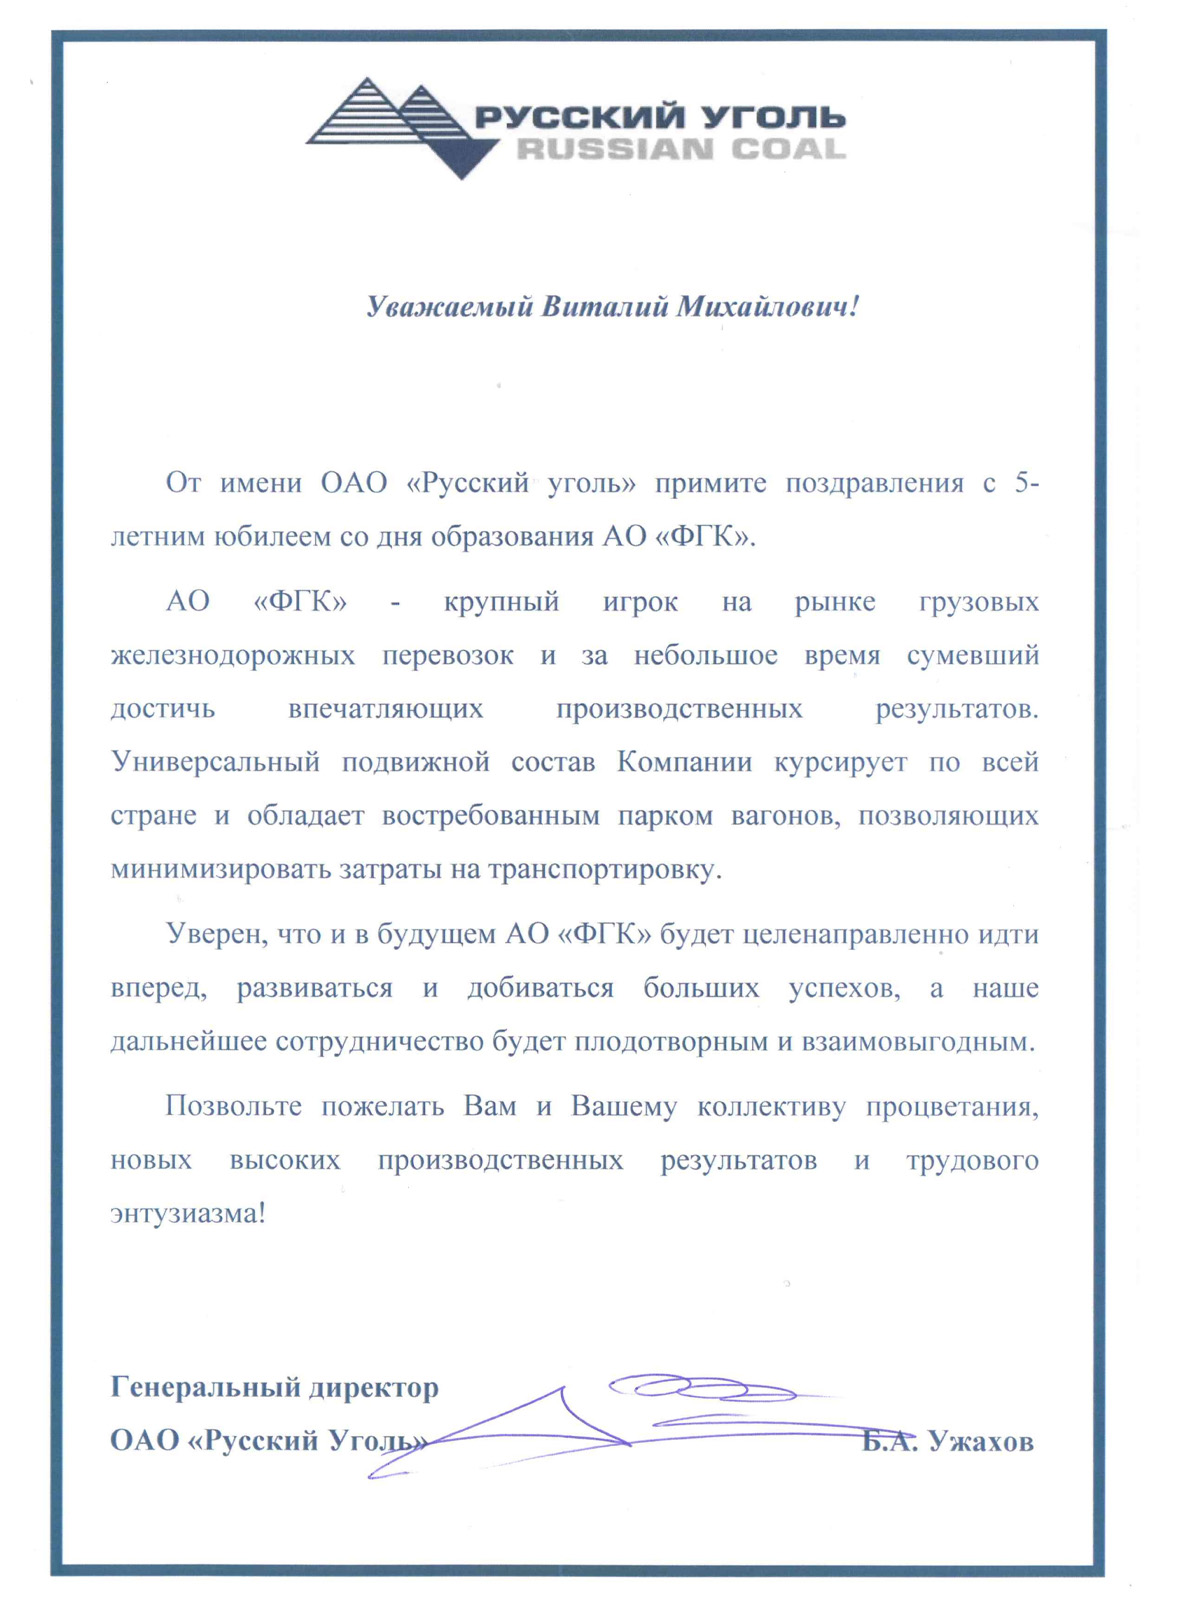 РУССКИЙ УГОЛЬ
RUSSIAN COAL
Уважаемый Виталий Михайлович!
От имени ОАО «Русский уголь» примите поздравления с 5-
летним юбилеем со дня образования АО «ФГК».
АО «ФГК» - крупный игрок на рынке грузовых
железнодорожных перевозок и за небольшое время сумевший
достичь впечатляющих производственных результатов.
Универсальный подвижной состав Компании курсирует по всей
стране и обладает востребованным парком вагонов, позволяющих
минимизировать затраты на транспортировку.
Уверен, что и в будущем АО «ФГК» будет целенаправленно идти
вперед, развиваться и добиваться больших успехов, а наше
дальнейшее сотрудничество будет плодотворным и взаимовыгодным.
Позвольте пожелать Вам и Вашему коллективу процветания,
новых высоких производственных результатов и трудового
энтузиазма!
Генеральный директор
ОАО «Русский Уголь» Б.А. Ужахов